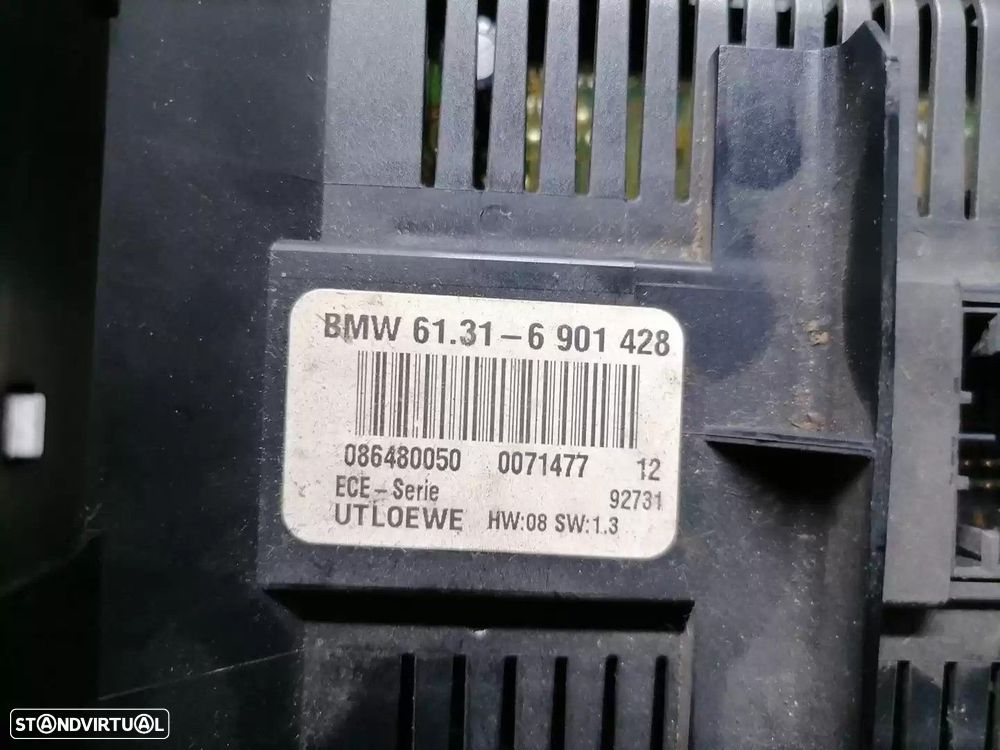 BMW 61.31-6 901 428
086480050 0071477 12
ECE-Serie 92731
UTLOEWE HW:08 SW:1.3
STANDVIRTUAL